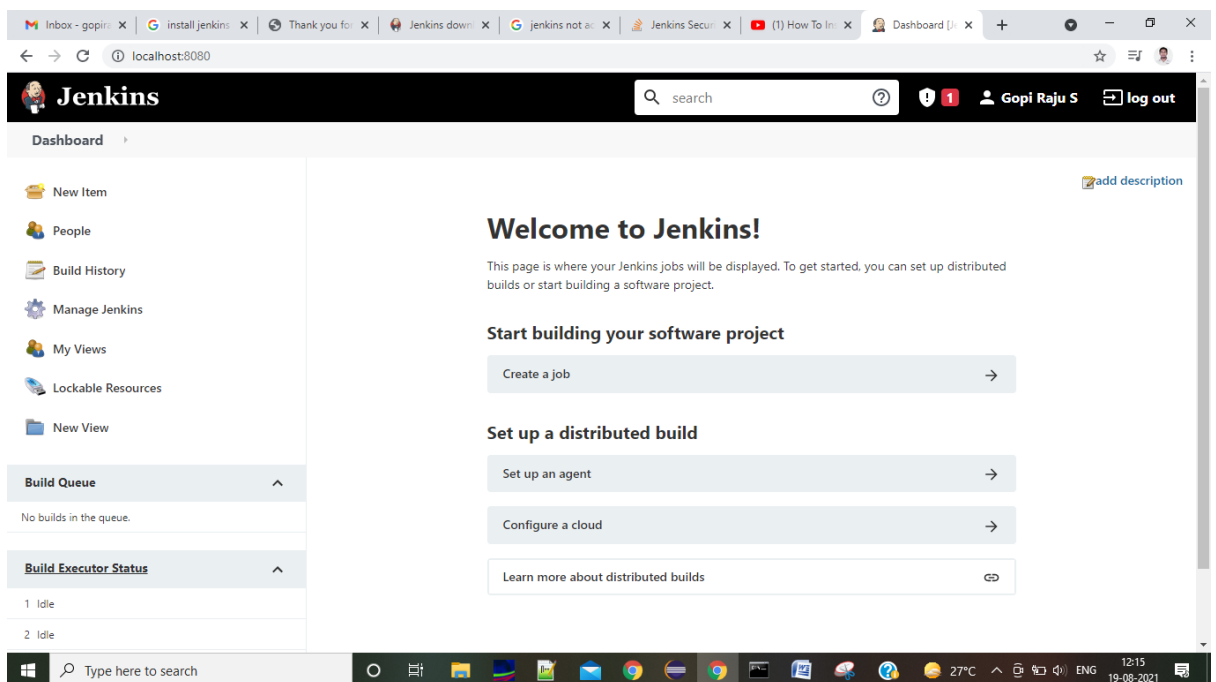 Inbox - gopira
install jenkins
Thank you for
Jenkins down
jenkins not ac
Jenkins Secur
(1) How To Ins
Dashboard [Je
localhost:8080
Jenkins
search
1
Gopi Raju S
log out
Dashboard
add description
New Item
People
Build History
Manage Jenkins
My Views
Lockable Resources
New View
Build Queue
No builds in the queue.
Build Executor Status
1 Idle
2 Idle
Welcome to Jenkins!
This page is where your Jenkins jobs will be displayed. To get started, you can set up distributed
builds or start building a software project.
Start building your software project
Create a job
Set up a distributed build
Set up an agent
Configure a cloud
Learn more about distributed builds
Type here to search
27°C
ENG
12:15
19-08-2021